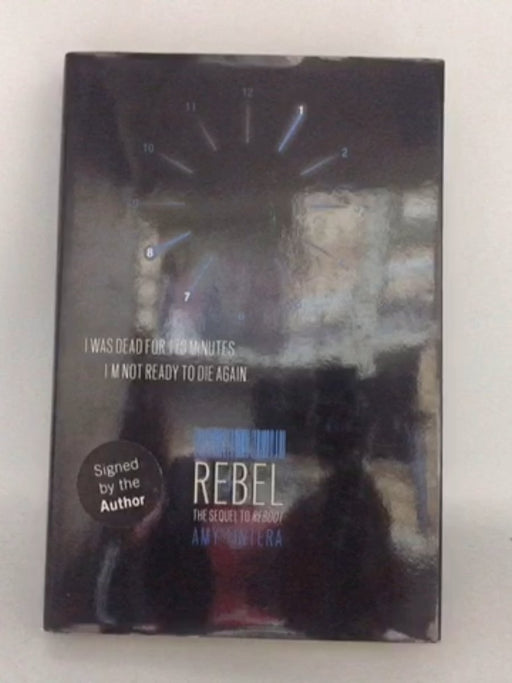 12
11
1
10
2
9
8
7
I WAS DEAD FOR 178 MINUTES.
I'M NOT READY TO DIE AGAIN.
Signed
by the
Author
REBEL
THE SEQUEL TO REBOOT
AMY TINTERA